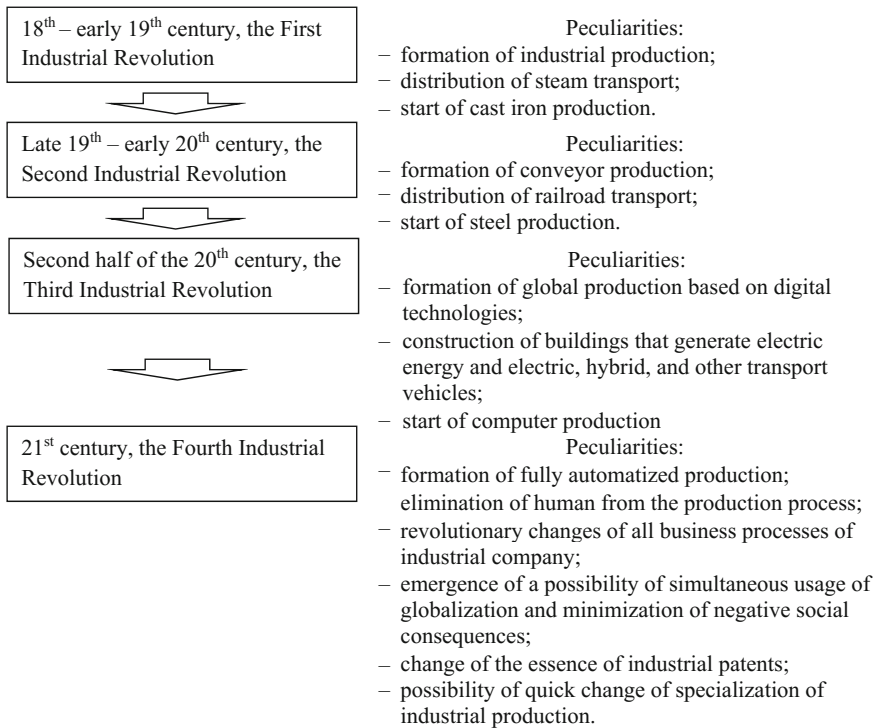 18th – early 19th century, the First
Industrial Revolution
Peculiarities:
– formation of industrial production;
– distribution of steam transport;
– start of cast iron production.
Late 19th – early 20th century, the
Second Industrial Revolution
Peculiarities:
– formation of conveyor production;
– distribution of railroad transport;
– start of steel production.
Second half of the 20th century, the
Third Industrial Revolution
Peculiarities:
– formation of global production based on digital
technologies;
– construction of buildings that generate electric
energy and electric, hybrid, and other transport
vehicles;
– start of computer production
21st century, the Fourth Industrial
Revolution
Peculiarities:
– formation of fully automatized production;
elimination of human from the production process;
– revolutionary changes of all business processes of
industrial company;
– emergence of a possibility of simultaneous usage of
globalization and minimization of negative social
consequences;
– change of the essence of industrial patents;
– possibility of quick change of specialization of
industrial production.